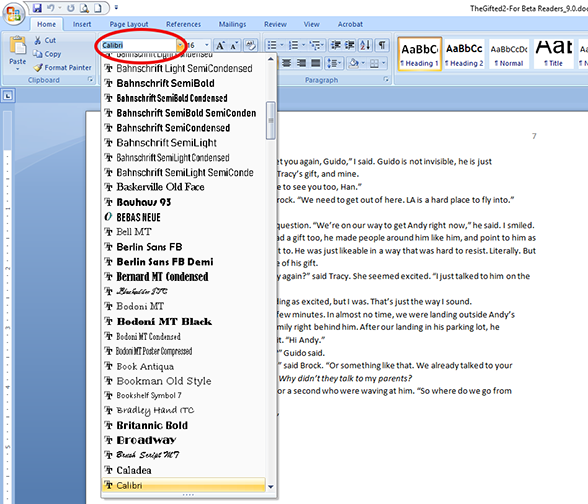 TheGifted2-For Beta Readers_9.0.doc
Home Insert Page Layout References Mailings Review View Acrobat
Cut
Copy
Format Painter
Paste
Clipboard
Calibri 16
Paragraph
AaBbCc AaBbCc AaBbCc AaBb AaBbCc
¶ Heading 1 ¶ Heading 2 ¶ Normal ¶ Title ¶ No
Bahnschrift Light SemiCondensed
Bahnschrift SemiBold
Bahnschrift SemiBold Condensed
Bahnschrift SemiBold SemiConden
Bahnschrift SemiCondensed
Bahnschrift SemiLight
Bahnschrift SemiLight Condensed
Bahnschrift SemiLight SemiConde
Baskerville Old Face
Bauhaus 93
BEBAS NEUE
Bell MT
Berlin Sans FB
Berlin Sans FB Demi
Bernard MT Condensed
Blackadder ITC
Bodoni MT
Bodoni MT Black
Bodoni MT Condensed
Bodoni MT Poster Compressed
Book Antiqua
Bookman Old Style
Bookshelf Symbol 7
Bradley Hand ITC
Britannic Bold
Broadway
Brush Script MT
Caladea
Calibri
7
et you again, Guido,” I said. Guido is not invisible, he is just
Tracy’s gift, and mine.
e to see you too, Han.”
rock. “We need to get out of here. LA is a hard place to fly into.”
question. “We’re on our way to get Andy right now,” he said. I smiled.
ad a gift too, he made people around him like him, and point to him as
t to. He was just likeable in a way that was hard to resist. Literally. But
e of his gift.
y again?” said Tracy. She seemed excited. “I just talked to him on the
ding as excited, but I was. That’s just the way I sound.
few minutes. In almost no time, we were landing outside Andy’s
mily right behind him. After our landing in his parking lot, he
it. “Hi Andy.”
” Guido said.
” said Brock. “Or something like that. We already talked to your
Why didn’t they talk to my parents?
or a second who were waving at him. “So where do we go from